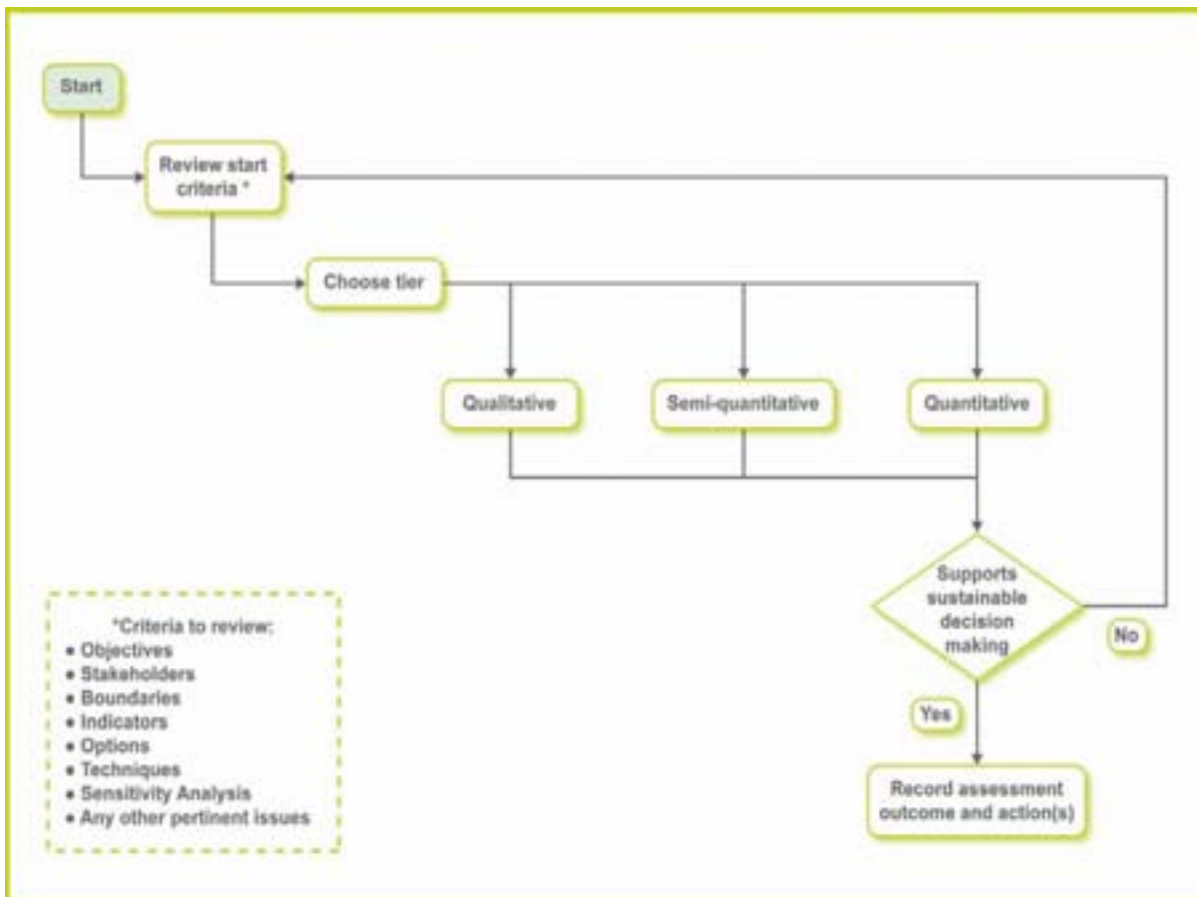 Start
Review start
criteria *
Choose tier
Qualitative
Semi-quantitative
Quantitative
Supports
sustainable
decision
making
No
Yes
Record assessment
outcome and action(s)
*Criteria to review:
● Objectives
● Stakeholders
● Boundaries
● Indicators
● Options
● Techniques
● Sensitivity Analysis
● Any other pertinent issues